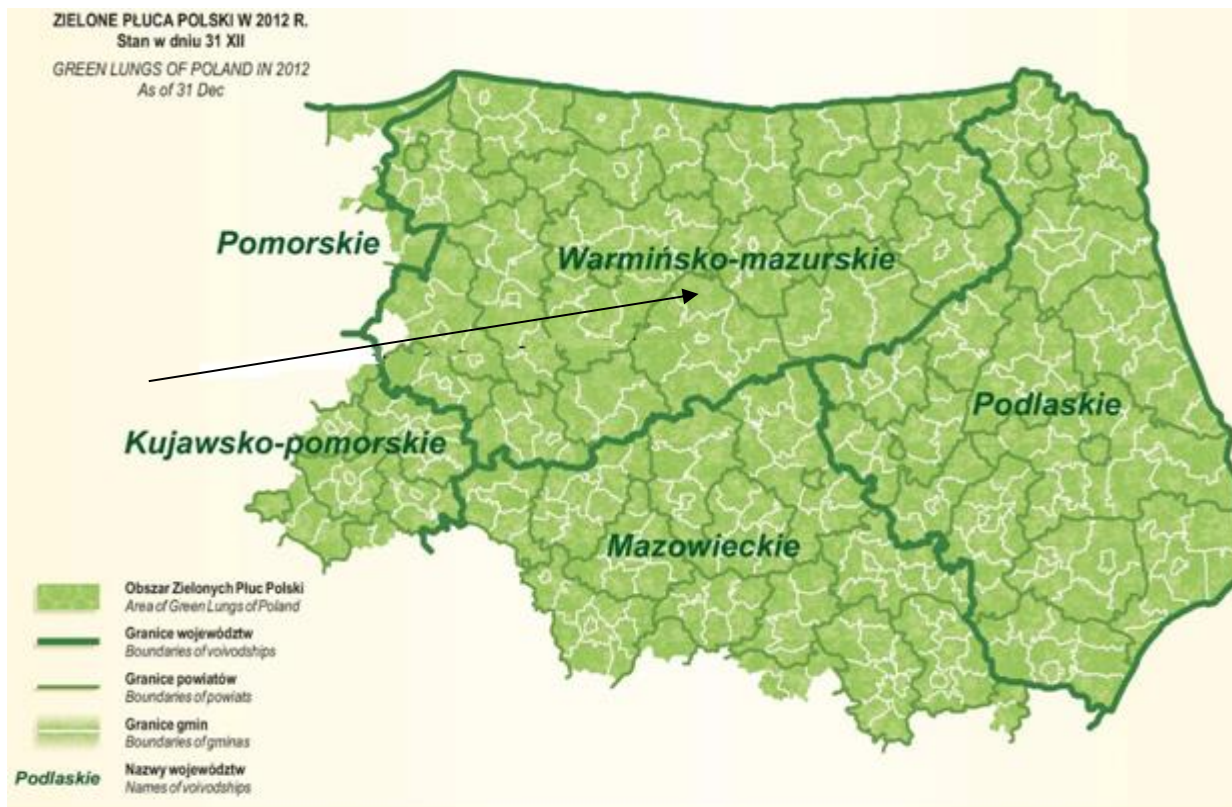 ZIELONE PŁUCA POLSKI W 2012 R.
Stan w dniu 31 XII
GREEN LUNGS OF POLAND IN 2012
As of 31 Dec
Pomorskie
Warmińsko-mazurskie
Podlaskie
Kujawsko-pomorskie
Mazowieckie
Obszar Zielonych Płuc Polski
Area of Green Lungs of Poland
Granice województw
Boundaries of voivodships
Granice powiatów
Boundaries of powiats
Granice gmin
Boundaries of gminas
Podlaskie
Nazwy województw
Names of voivodships